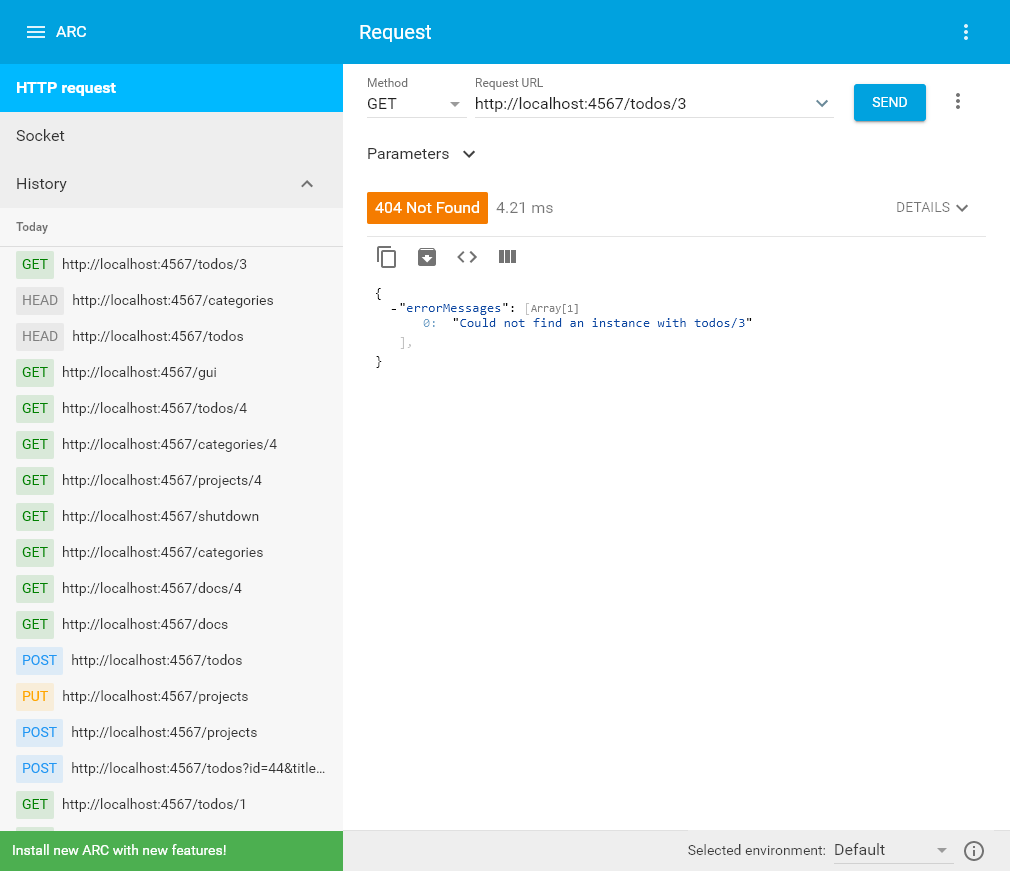 ARC
Request
HTTP request
Socket
History
Today
GET http://localhost:4567/todos/3
HEAD http://localhost:4567/categories
HEAD http://localhost:4567/todos
GET http://localhost:4567/gui
GET http://localhost:4567/todos/4
GET http://localhost:4567/categories/4
GET http://localhost:4567/projects/4
GET http://localhost:4567/shutdown
GET http://localhost:4567/categories
GET http://localhost:4567/docs/4
GET http://localhost:4567/docs
POST http://localhost:4567/todos
PUT http://localhost:4567/projects
POST http://localhost:4567/projects
POST http://localhost:4567/todos?id=44&title...
GET http://localhost:4567/todos/1
Install new ARC with new features!
Method
Request URL
GET
http://localhost:4567/todos/3
SEND
Parameters
404 Not Found 4.21 ms
DETAILS
{
-"errorMessages": [Array[1]
0: "Could not find an instance with todos/3"
],
}
Selected environment: Default